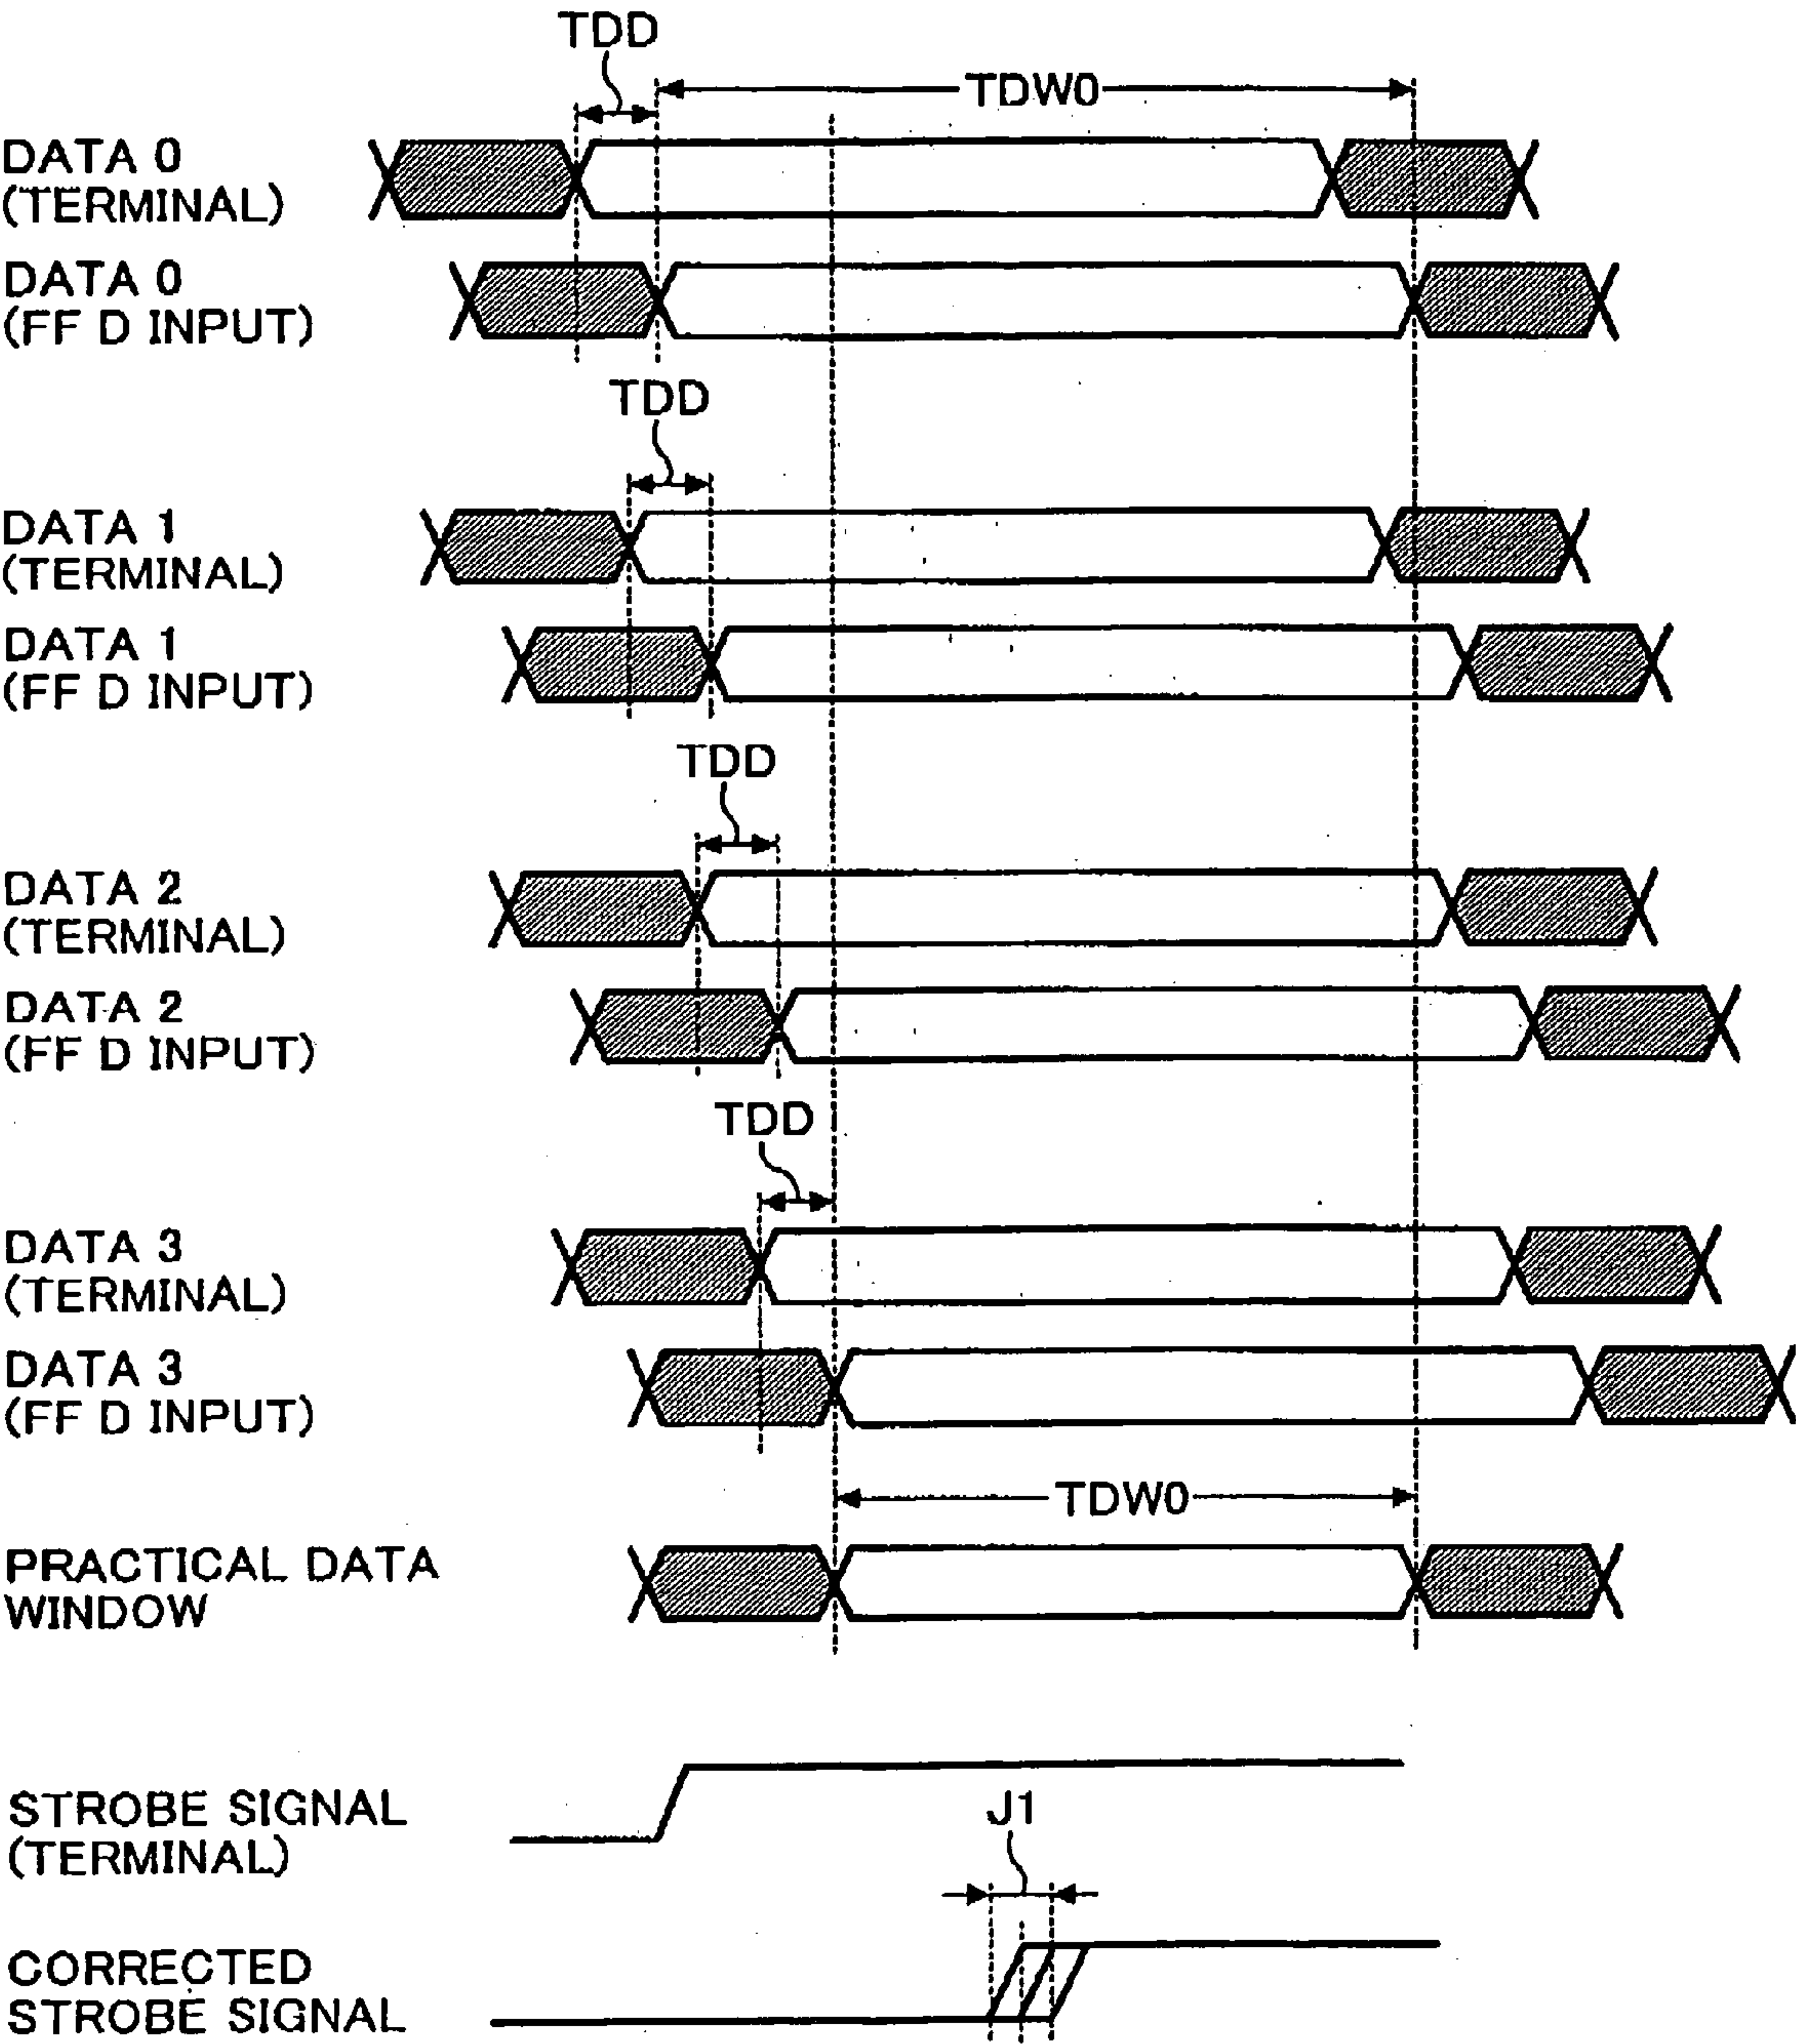 TDD
TDW0
DATA 0
(TERMINAL)
DATA 0
(FF D INPUT)
TDD
DATA 1
(TERMINAL)
DATA 1
(FF D INPUT)
TDD
DATA 2
(TERMINAL)
DATA 2
(FF D INPUT)
TDD
DATA 3
(TERMINAL)
DATA 3
(FF D INPUT)
TDW0
PRACTICAL DATA
WINDOW
STROBE SIGNAL
(TERMINAL)
J1
CORRECTED
STROBE SIGNAL